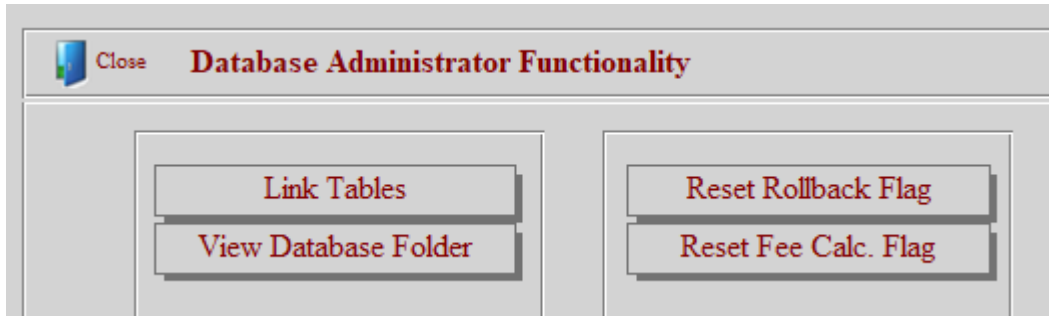 Close Database Administrator Functionality
Link Tables
View Database Folder
Reset Rollback Flag
Reset Fee Calc. Flag